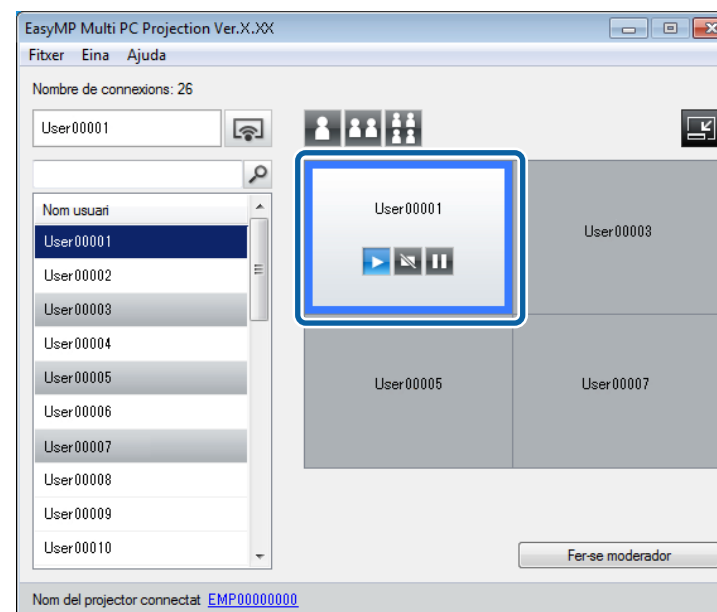 EasyMP Multi PC Projection Ver.X.XX
Fitxer Eina Ajuda
Nombre de connexions: 26
User00001
Nom usuari
User00001
User00002
User00003
User00004
User00005
User00006
User00007
User00008
User00009
User00010
User00001
User00003
User00005
User00007
Fer-se moderador
Nom del projector connectat EMP00000000